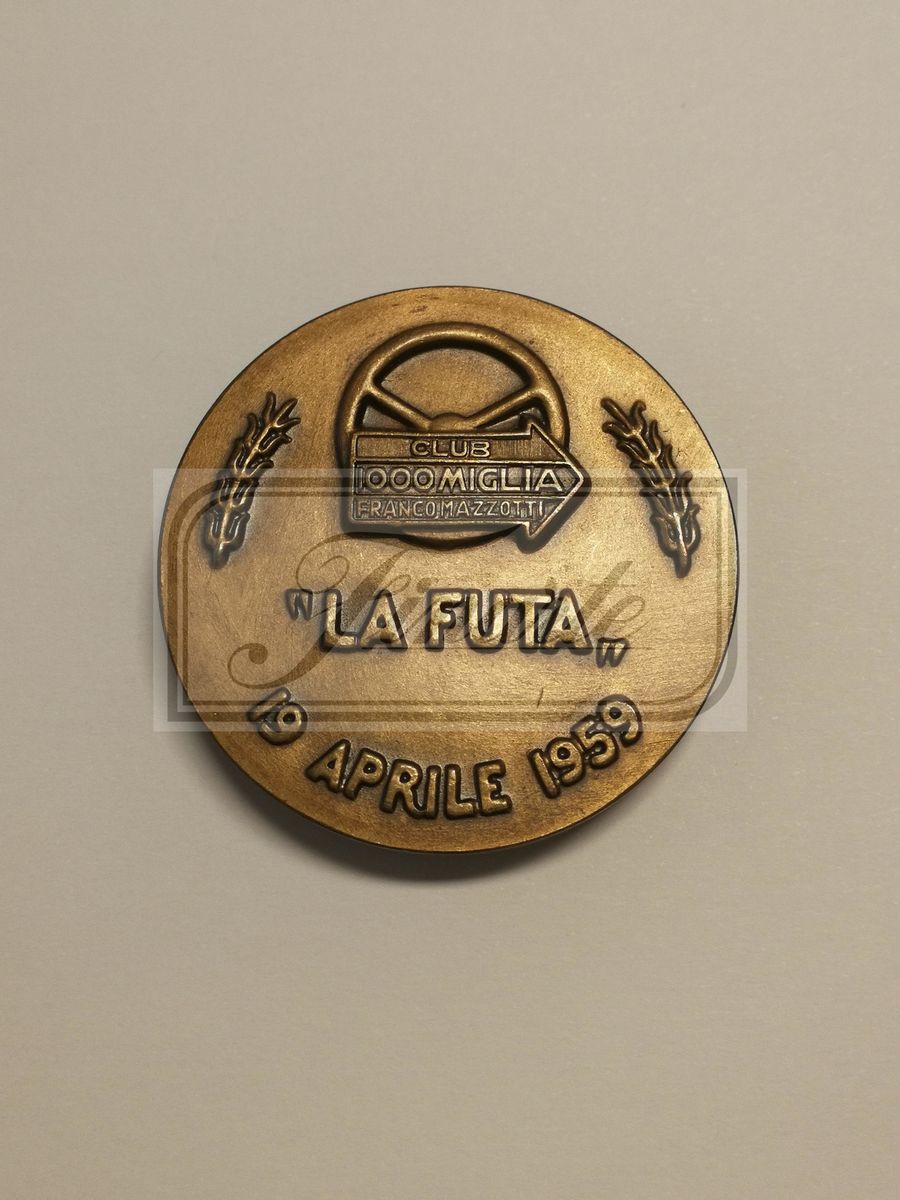 CLUB
1000 MIGLIA
FRANCO MAZZOTTI
"LA FUTA"
19 APRILE 1959